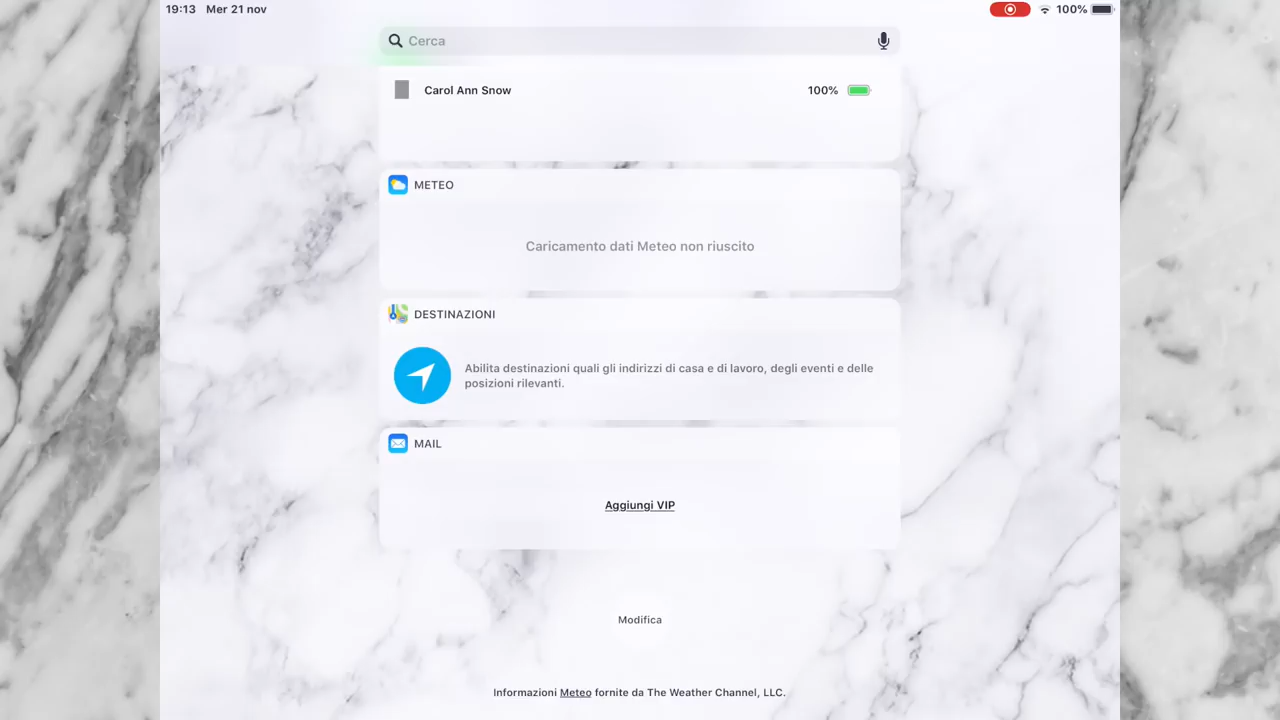 19:13 Mer 21 nov
100%
Cerca
Carol Ann Snow
100%
METEO
Caricamento dati Meteo non riuscito
DESTINAZIONI
Abilita destinazioni quali gli indirizzi di casa e di lavoro, degli eventi e delle
posizioni rilevanti.
MAIL
Aggiungi VIP
Modifica
Informazioni Meteo fornite da The Weather Channel, LLC.